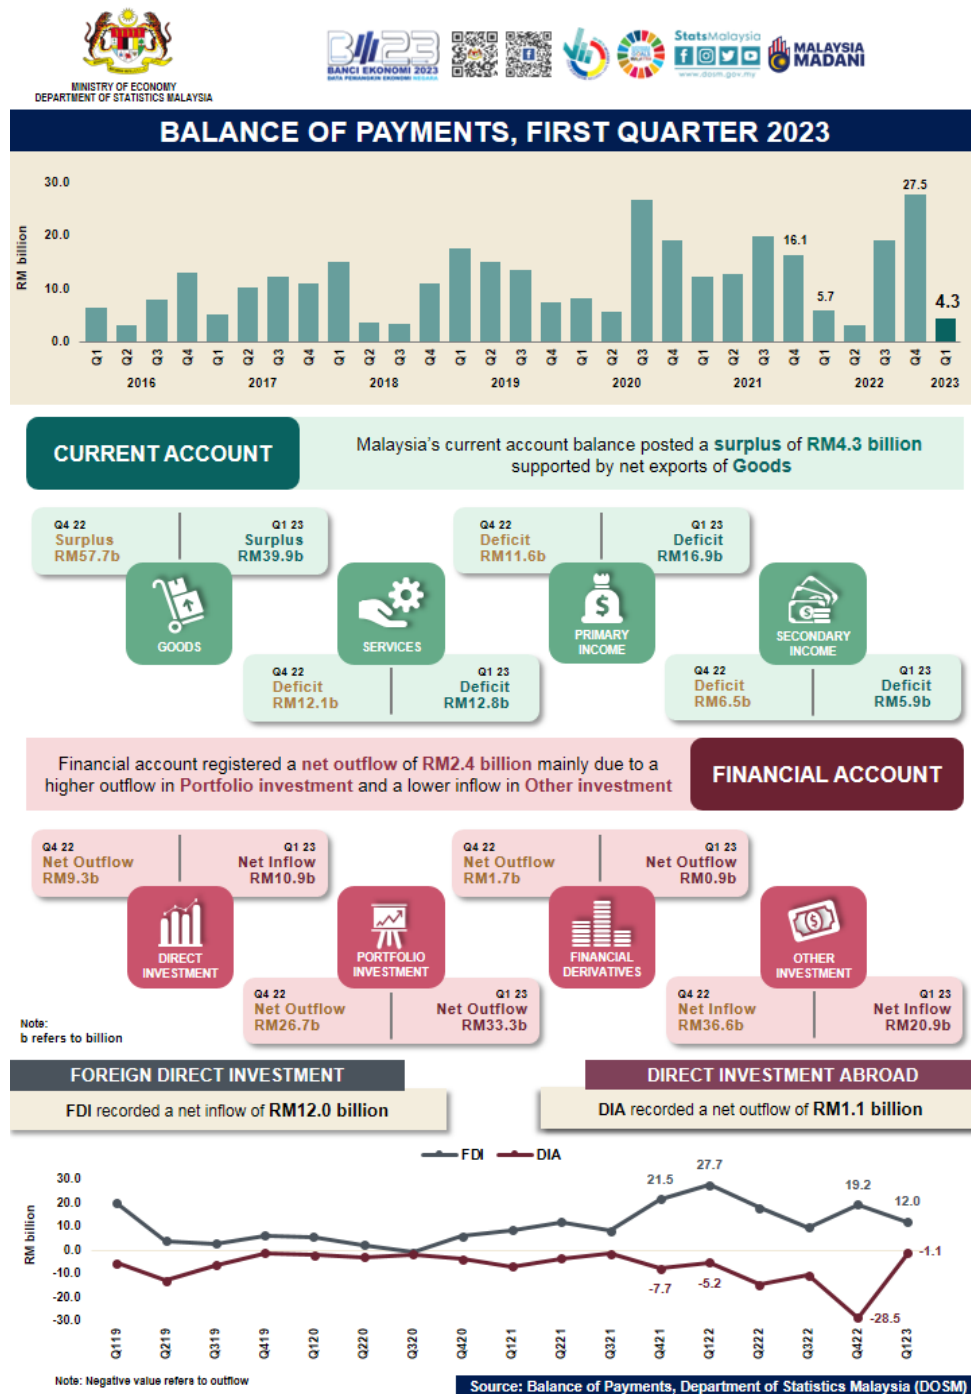 MINISTRY OF ECONOMY
DEPARTMENT OF STATISTICS MALAYSIA
B 23
BANCI EKONOMI 2023
StatsMalaysia
www.dosm.gov.my
MALAYSIA
MADANI
BALANCE OF PAYMENTS, FIRST QUARTER 2023
RM billion
30.0
20.0
10.0
0.0
16.1
5.7
27.5
4.3
Q1 Q2 Q3 Q4 Q1 Q2 Q3 Q4 Q1 Q2 Q3 Q4 Q1 Q2 Q3 Q4 Q1 Q2 Q3 Q4 Q1 Q2 Q3 Q4 Q1 Q2 Q3 Q4 Q1
2016 2017 2018 2019 2020 2021 2022 2023
CURRENT ACCOUNT
Malaysia's current account balance posted a surplus of RM4.3 billion
supported by net exports of Goods
Q4 22
Surplus
RM57.7b
Q1 23
Surplus
RM39.9b
GOODS
Q4 22
Deficit
RM12.1b
Q1 23
Deficit
RM12.8b
SERVICES
Q4 22
Deficit
RM11.6b
Q1 23
Deficit
RM16.9b
PRIMARY
INCOME
Q4 22
Deficit
RM6.5b
Q1 23
Deficit
RM5.9b
SECONDARY
INCOME
Financial account registered a net outflow of RM2.4 billion mainly due to a
higher outflow in Portfolio investment and a lower inflow in Other investment
FINANCIAL ACCOUNT
Q4 22
Net Outflow
RM9.3b
Q1 23
Net Inflow
RM10.9b
DIRECT
INVESTMENT
Q4 22
Net Outflow
RM26.7b
Q1 23
Net Outflow
RM33.3b
PORTFOLIO
INVESTMENT
Q4 22
Net Outflow
RM1.7b
Q1 23
Net Outflow
RM0.9b
FINANCIAL
DERIVATIVES
Q4 22
Net Inflow
RM36.6b
Q1 23
Net Inflow
RM20.9b
OTHER
INVESTMENT
Note:
b refers to billion
FOREIGN DIRECT INVESTMENT
FDI recorded a net inflow of RM12.0 billion
DIRECT INVESTMENT ABROAD
DIA recorded a net outflow of RM1.1 billion
FDI DIA
RM billion
30.0
20.0
10.0
0.0
-10.0
-20.0
-30.0
21.5
27.7
19.2
12.0
-7.7
-5.2
-28.5
-1.1
Q119 Q219 Q319 Q419 Q120 Q220 Q320 Q420 Q121 Q221 Q321 Q421 Q122 Q222 Q322 Q422 Q123
Note: Negative value refers to outflow
Source: Balance of Payments, Department of Statistics Malaysia (DOSM)